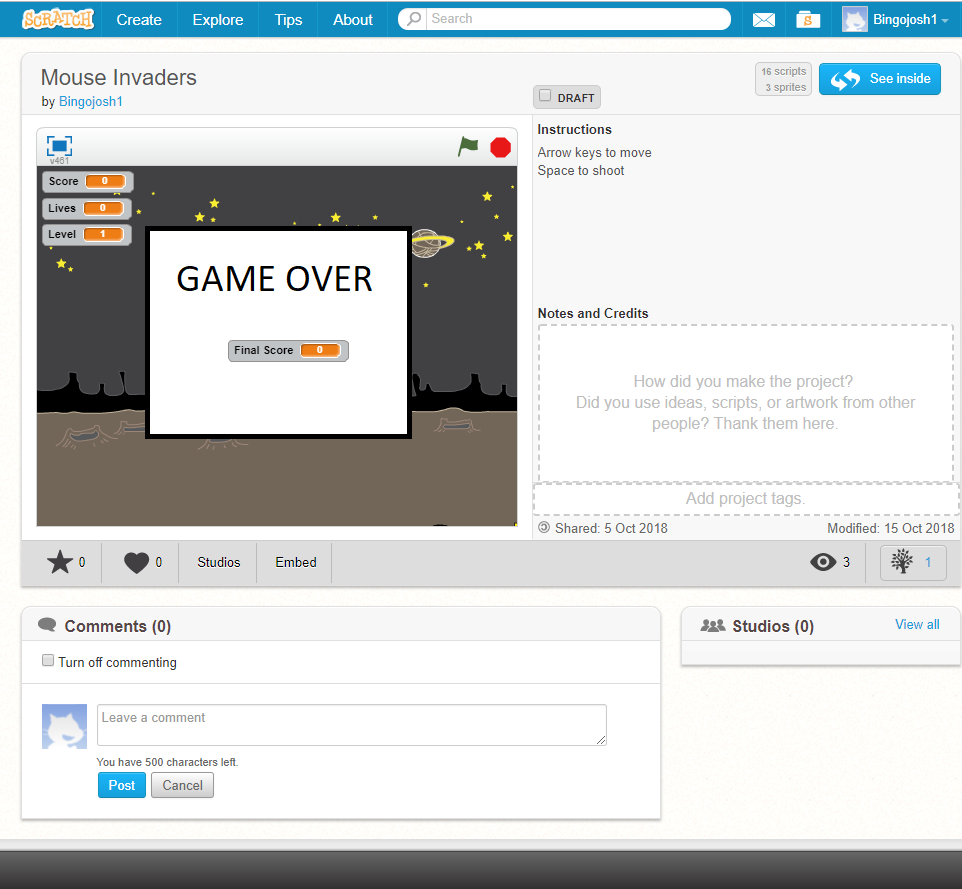 SCRATCH Create Explore Tips About Search Bingojosh1
Mouse Invaders
by Bingojosh1
DRAFT
16 scripts
3 sprites
See inside
v461
Score 0
Lives 0
Level 1
GAME OVER
Final Score 0
Instructions
Arrow keys to move
Space to shoot
Notes and Credits
How did you make the project?
Did you use ideas, scripts, or artwork from other
people? Thank them here.
Add project tags.
Shared: 5 Oct 2018 Modified: 15 Oct 2018
0 0 Studios Embed 3 1
Comments (0)
Turn off commenting
Leave a comment
You have 500 characters left.
Post Cancel
Studios (0) View all